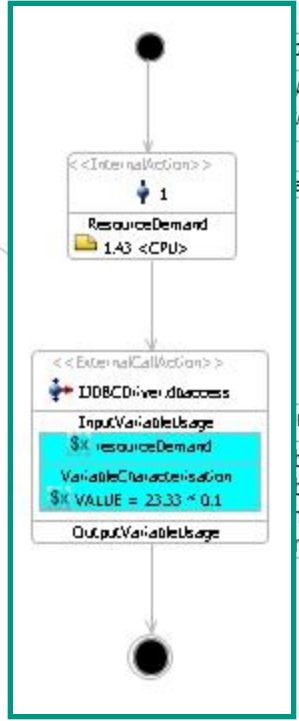 <<InternalAction>>
1
ResourceDemand
1.43 <CPU>
<<ExternalCallAction>>
IJDBCDriver.dbaccess
InputVariableUsage
resourceDemand
VariableCharacterisation
VALUE = 23.33 * 0.1
OutputVariableUsage